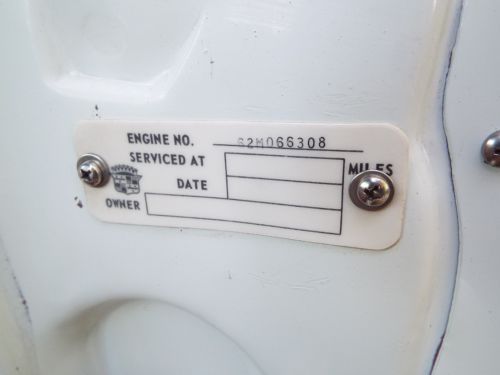 ENGINE NO. 62M066308
SERVICED AT MILES
DATE
OWNER